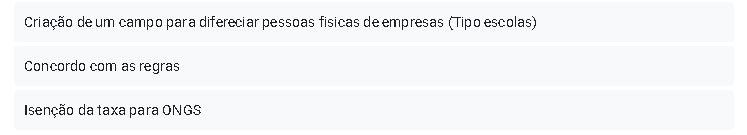 Criação de um campo para difereciar pessoas fisicas de empresas (Tipo escolas)
Concordo com as regras
Isenção da taxa para ONGS